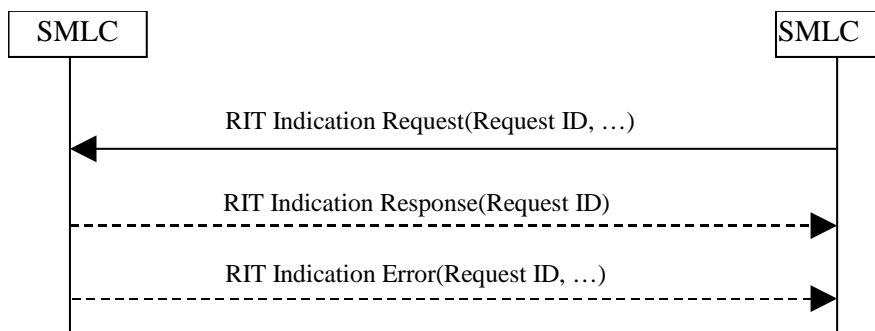 SMLC
SMLC
RIT Indication Request(Request ID, …)
RIT Indication Response(Request ID)
RIT Indication Error(Request ID, …)